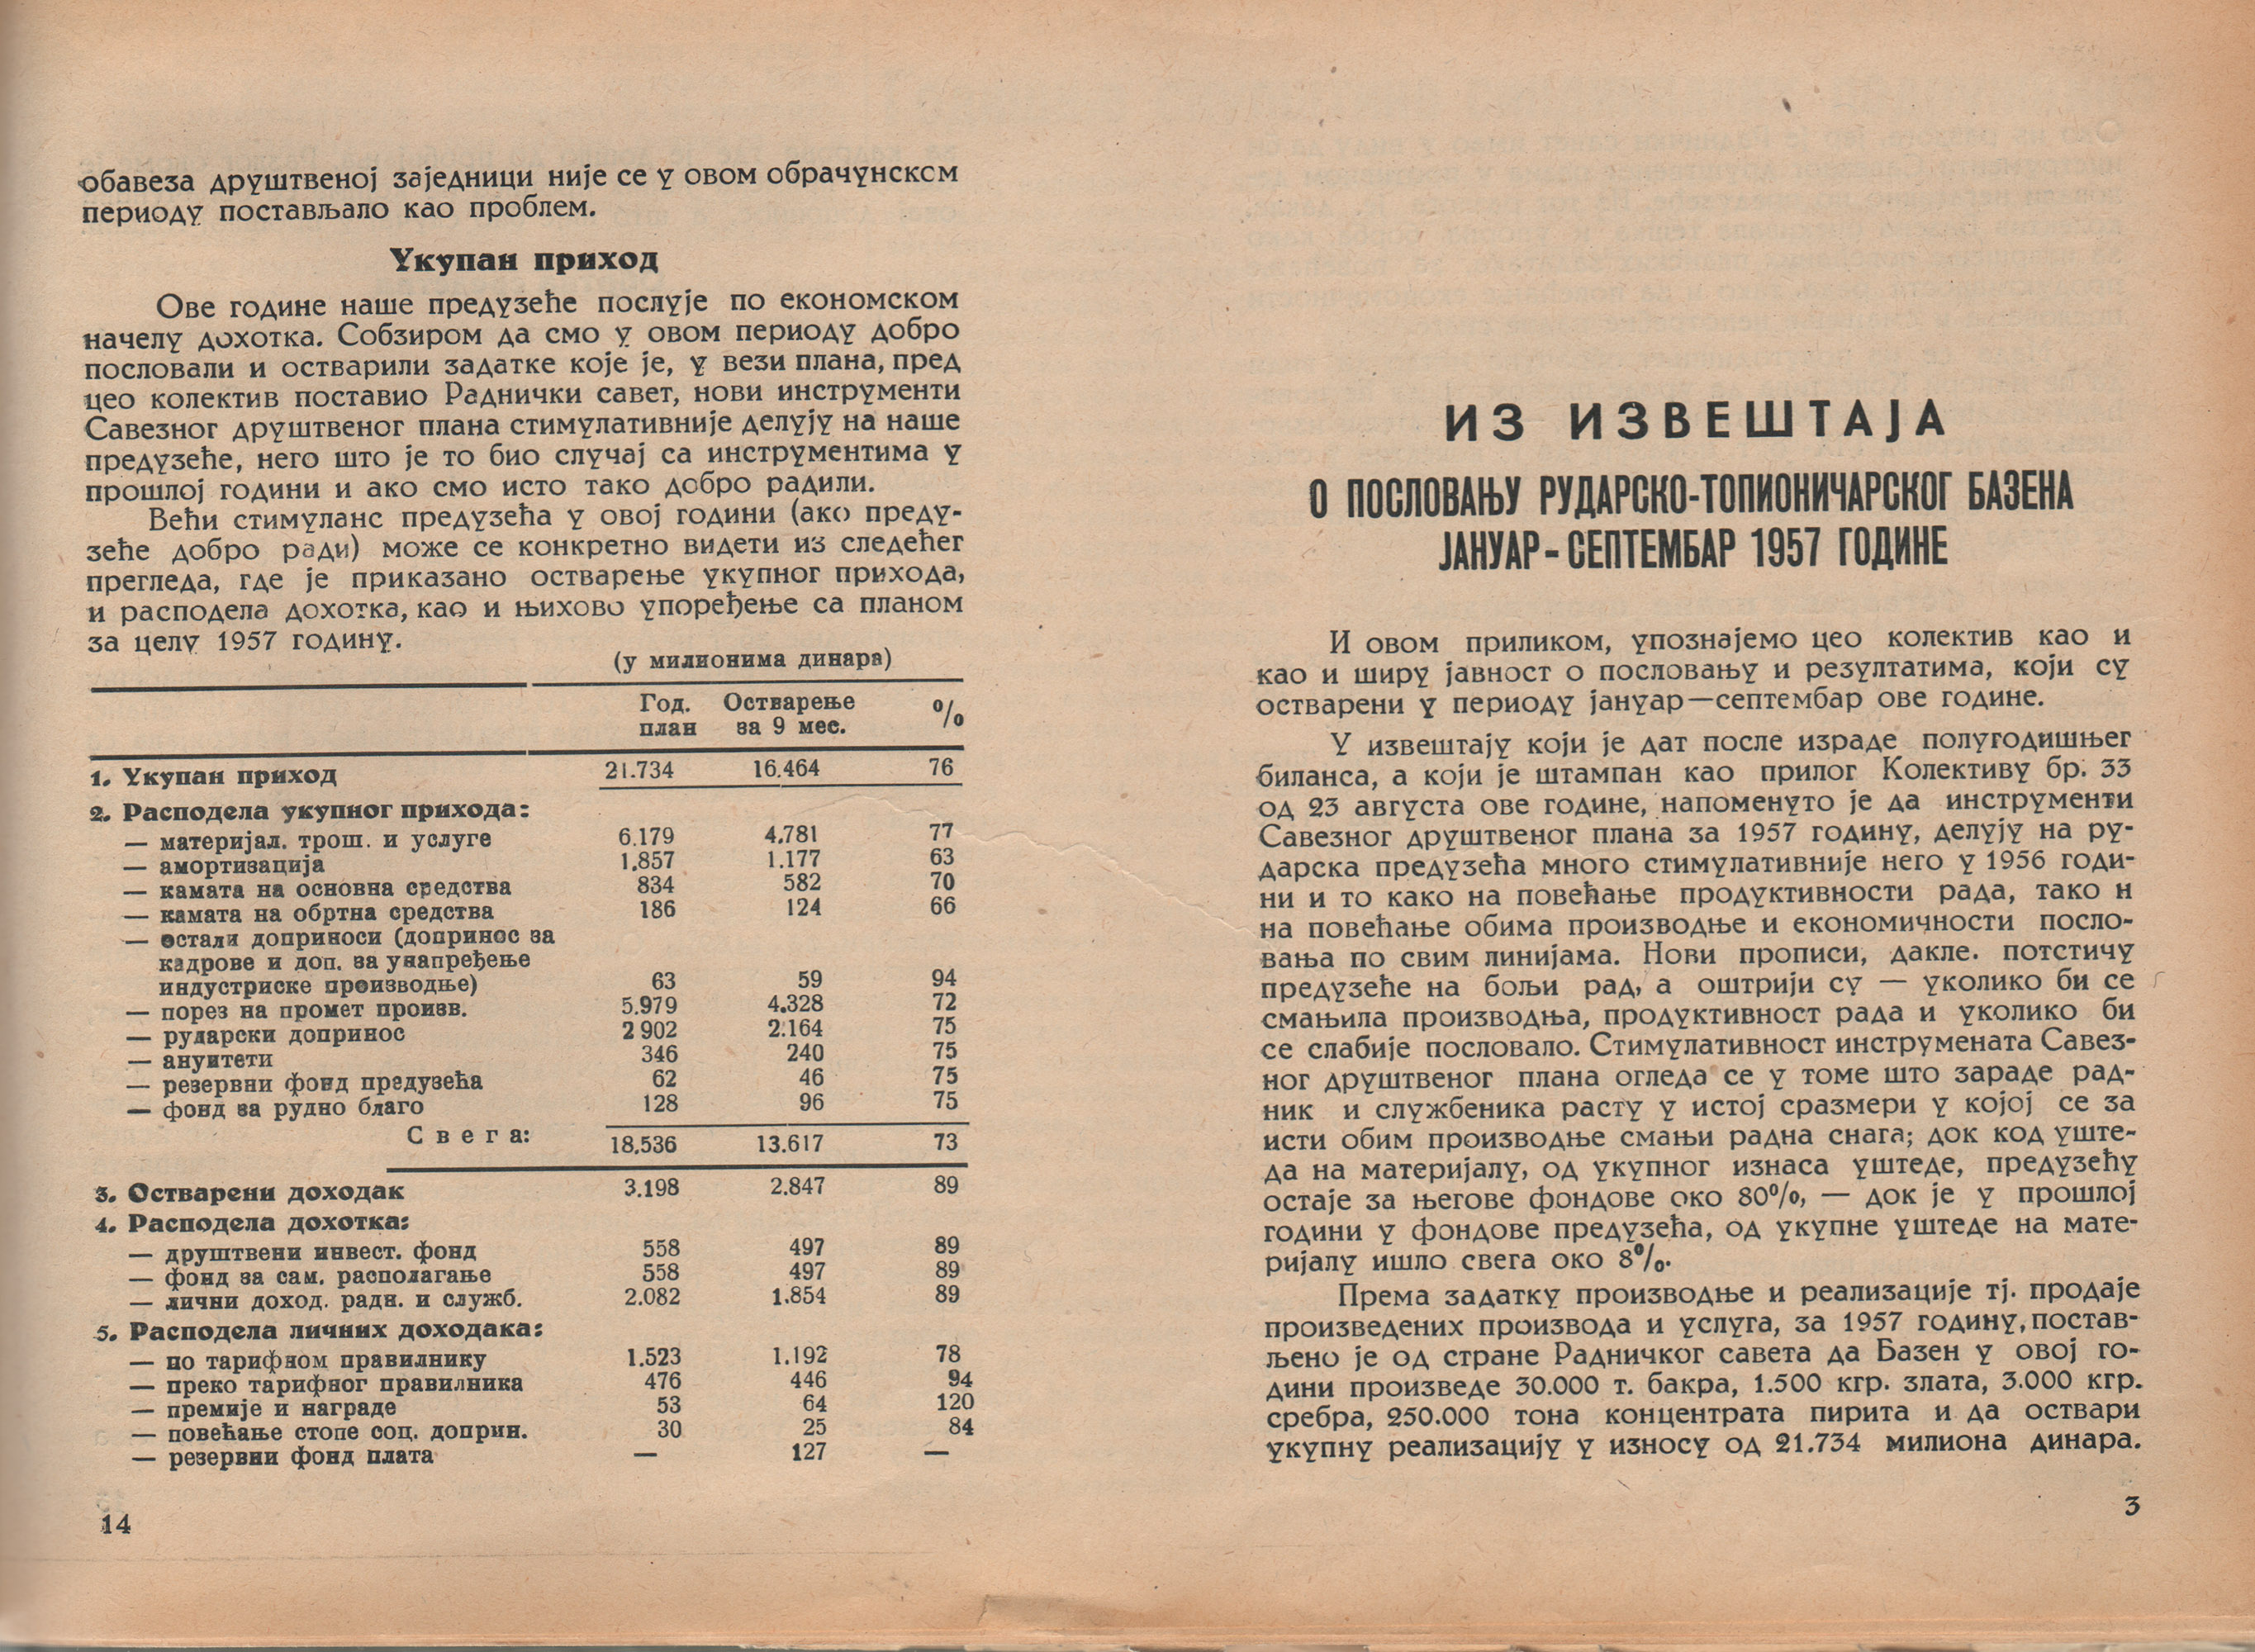 обавеза друштвеној заједници није се у овом обрачунском
периоду постављало као проблем.
Укупан приход
Ове године наше предузеће послује по економском
начелу дохотка. Собзиром да смо у овом периоду добро
пословали и остварили задатке које је, у вези плана, пред
цео колектив поставио Раднички савет, нови инструменти
Савезног друштвеног плана стимулативније делују на наше
предузеће, него што је то био случај са инструментима у
прошлој години и ако смо исто тако добро радили.
Већи стимуланс предузећа у овој години (ако преду-
зеће добро ради) може се конкретно видети из следећег
прегледа, где је приказано остварење укупног прихода,
и расподела дохотка, као и њихово упоређење са планом
за целу 1957 годину.
(у милионима динара)
Год. план Остварење за 9 мес. %
1. Укупан приход 21.734 16.464 76
2. Расподела укупног прихода:
— материјал. трош. и услуге 6.179 4.781 77
— амортизација 1.857 1.177 63
— камата на основна средства 834 582 70
— камата на обртна средства 186 124 66
— остали доприноси (допринос за
кадрове и доп. за унапређење
индустриске производње) 63 59 94
— порез на промет произв. 5.979 4.328 72
— рударски допринос 2 902 2.164 75
— ануитети 346 240 75
— резервни фонд предузећа 62 46 75
— фонд за рудно благо 128 96 75
Свега: 18.536 13.617 73
3. Остварени доходак 3.198 2.847 89
4. Расподела дохотка:
— друштвени инвест. фонд 558 497 89
— фонд за сам. располагање 558 497 89
— лични доход. радн. и служб. 2.082 1.854 89
5. Расподела личних доходака:
— по тарифном правилнику 1.523 1.192 78
— преко тарифног правилника 476 446 94
— премије и награде 53 64 120
— повећање стопе соц. доприн. 30 25 84
— резервни фонд плата — 127 —
14
ИЗ ИЗВЕШТАЈА
О ПОСЛОВАЊУ РУДАРСКО-ТОПИОНИЧАРСКОГ БАЗЕНА
ЈАНУАР - СЕПТЕМБАР 1957 ГОДИНЕ
И овом приликом, упознајемо цео колектив као и
као и ширу јавност о пословању и резултатима, који су
остварени у периоду јануар—септембар ове године.
У извештају који је дат после израде полугодишњег
биланса, а који је штампан као прилог Колективу бр. 33
од 23 августа ове године, напоменуто је да инструменти
Савезног друштвеног плана за 1957 годину, делују на ру-
дарска предузећа много стимулативније него у 1956 годи-
ни и то како на повећање продуктивности рада, тако и
на повећање обима производње и економичности посло-
вања по свим линијама. Нови прописи, дакле. потстичу
предузеће на бољи рад, а оштрији су — уколико би се
смањила производња, продуктивност рада и уколико би
се слабије пословало. Стимулативност инструмената Савез-
ног друштвеног плана огледа се у томе што зараде рад-
ник и службеника расту у истој сразмери у којој се за
исти обим производње смањи радна снага; док код уште-
да на материјалу, од укупног износа уштеде, предузећу
остаје за његове фондове око 80%, — док је у прошлој
години у фондове предузећа, од укупне уштеде на мате-
ријалу ишло свега око 8%.
Према задатку производње и реализације тј. продаје
произведених производа и услуга, за 1957 годину, постав-
љено је од стране Радничког савета да Базен у овој го-
дини произведе 30.000 т. бакра, 1.500 кгр. злата, 3.000 кгр.
сребра, 250.000 тона концентрата пирита и да оствари
укупну реализацију у износу од 21.734 милиона динара.
3